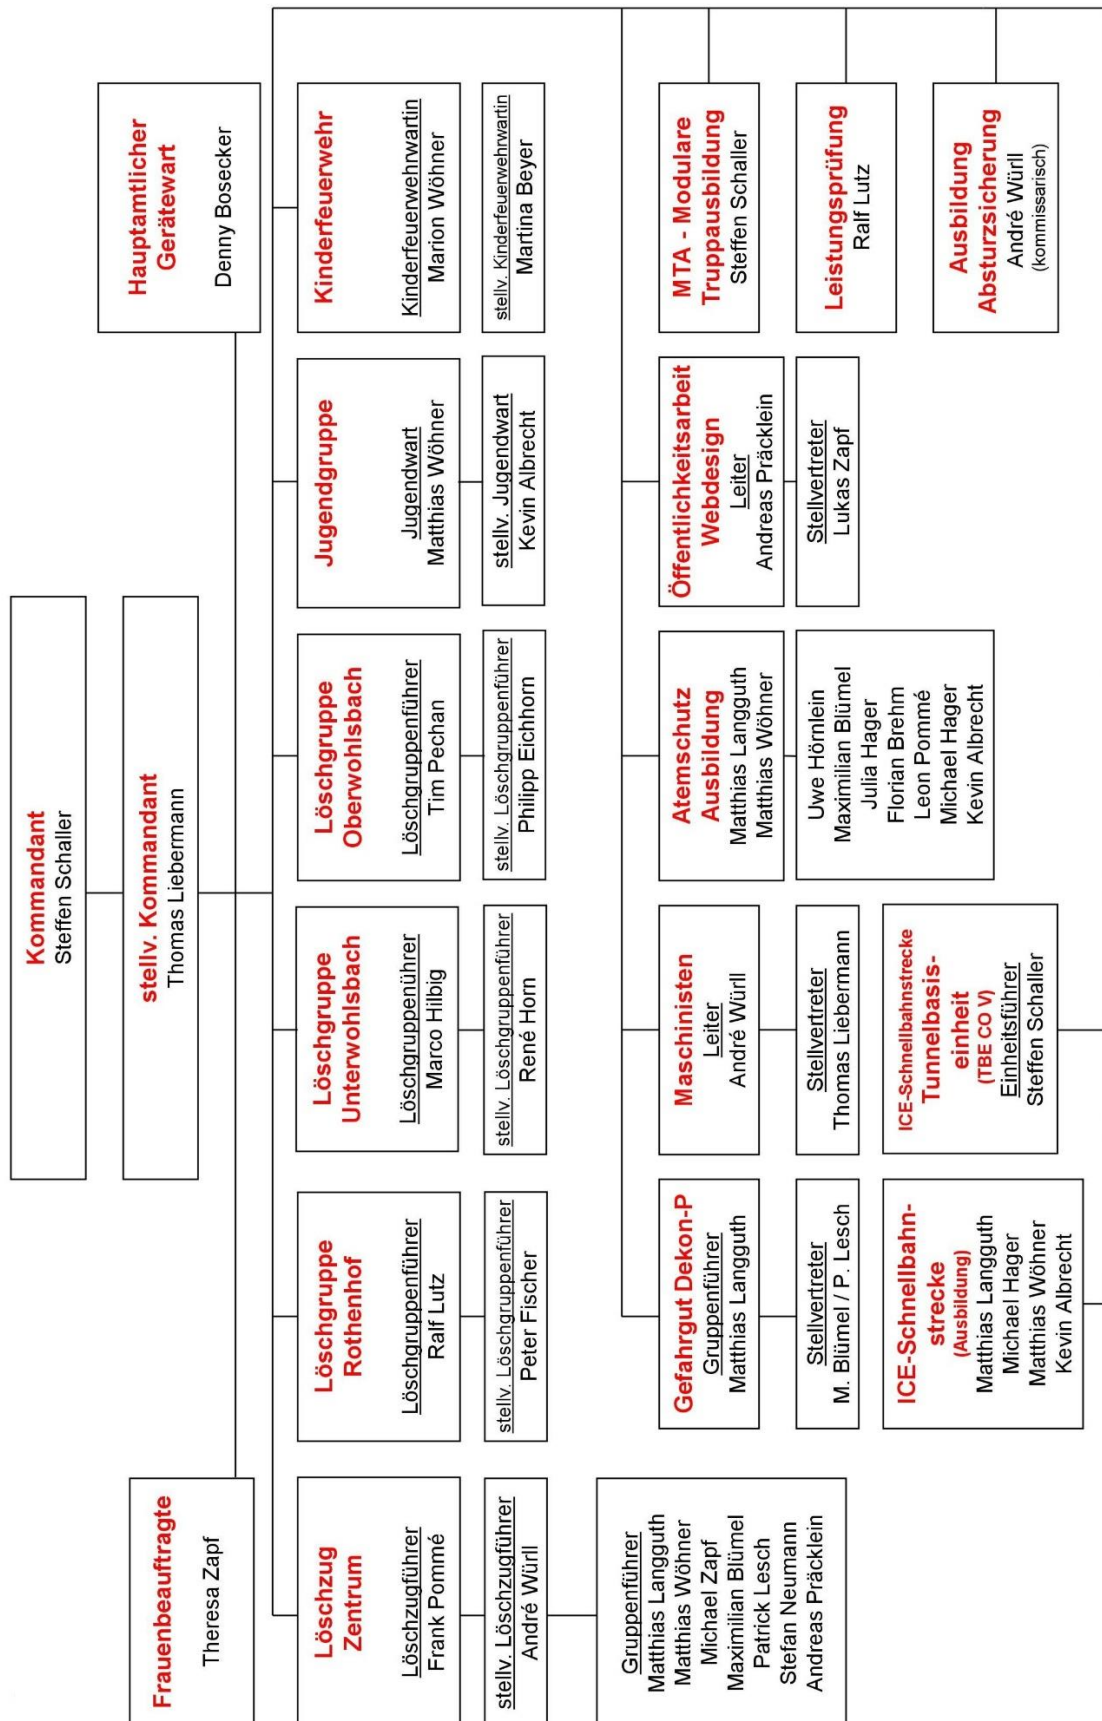 Kommandant
Steffen Schaller
stellv. Kommandant
Thomas Liebermann
Frauenbeauftragte
Theresa Zapf
Hauptamtlicher
Gerätewart
Denny Bosecker
Löschzug
Zentrum
Löschzugführer
Frank Pommé
stellv. Löschzugführer
André Würll
Gruppenführer
Matthias Langguth
Matthias Wöhner
Michael Zapf
Maximilian Blümel
Patrick Lesch
Stefan Neumann
Andreas Präcklein
Löschgruppe
Rothenhof
Löschgruppenführer
Ralf Lutz
stellv. Löschgruppenführer
Peter Fischer
Löschgruppe
Unterwohlsbach
Löschgruppenührer
Marco Hilbig
stellv. Löschgruppenführer
René Horn
Löschgruppe
Oberwohlsbach
Löschgruppenführer
Tim Pechan
stellv. Löschgruppenführer
Philipp Eichhorn
Jugendgruppe
Jugendwart
Matthias Wöhner
stellv. Jugendwart
Kevin Albrecht
Kinderfeuerwehr
Kinderfeuerwehrwartin
Marion Wöhner
stellv. Kinderfeuerwehrwartin
Martina Beyer
Gefahrgut Dekon-P
Gruppenführer
Matthias Langguth
Stellvertreter
M. Blümel / P. Lesch
Maschinisten
Leiter
André Würll
Stellvertreter
Thomas Liebermann
Atemschutz
Ausbildung
Matthias Langguth
Matthias Wöhner
Uwe Hörnlein
Maximilian Blümel
Julia Hager
Florian Brehm
Leon Pommé
Michael Hager
Kevin Albrecht
Öffentlichkeitsarbeit
Webdesign
Leiter
Andreas Präcklein
Stellvertreter
Lukas Zapf
MTA - Modulare
Truppausbildung
Steffen Schaller
Leistungsprüfung
Ralf Lutz
Ausbildung
Absturzsicherung
André Würll
(kommissarisch)
ICE-Schnellbahn-
strecke
(Ausbildung)
Matthias Langguth
Michael Hager
Matthias Wöhner
Kevin Albrecht
ICE-Schnellbahnstrecke
Tunnelbasis-
einheit
(TBE CO V)
Einheitsführer
Steffen Schaller